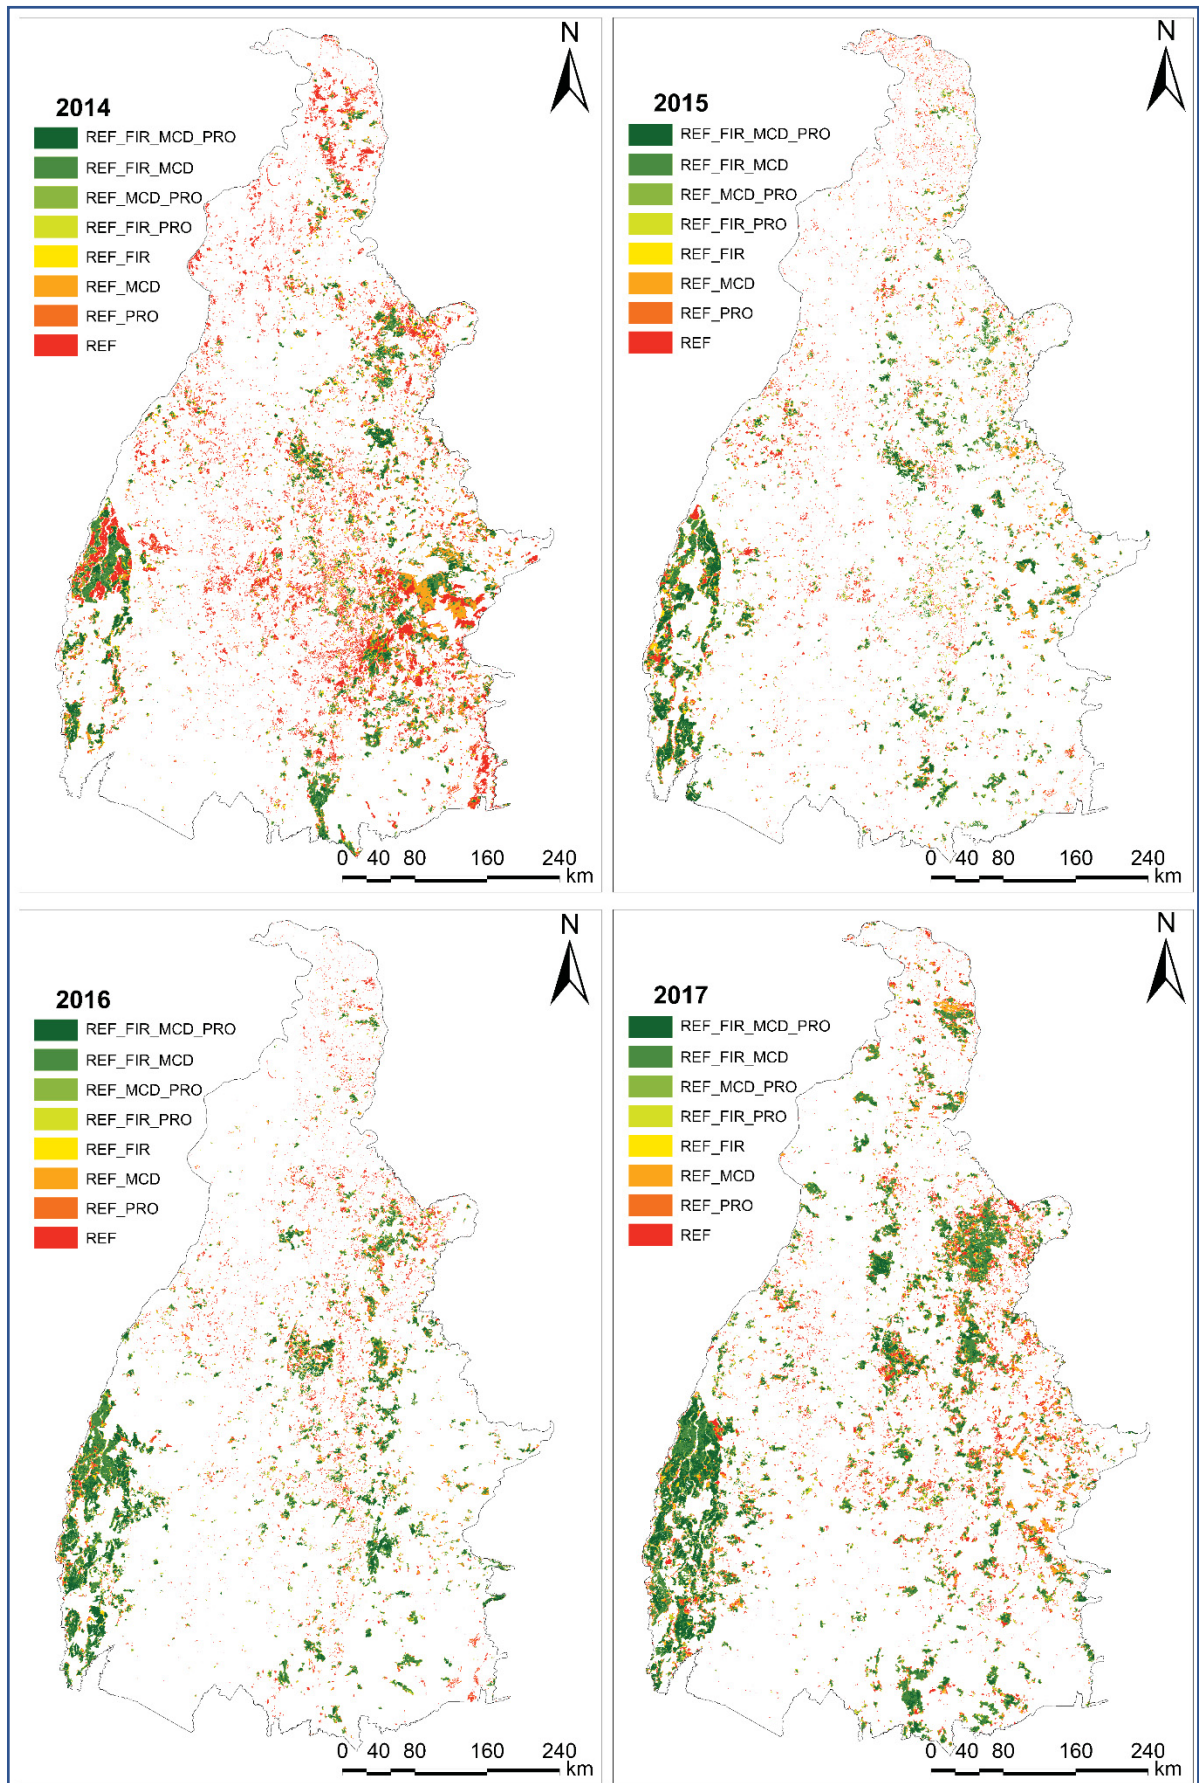 N
2014
REF_FIR_MCD_PRO
REF_FIR_MCD
REF_MCD_PRO
REF_FIR_PRO
REF_FIR
REF_MCD
REF_PRO
REF
0 40 80 160 240
km
N
2015
REF_FIR_MCD_PRO
REF_FIR_MCD
REF_MCD_PRO
REF_FIR_PRO
REF_FIR
REF_MCD
REF_PRO
REF
0 40 80 160 240
km
N
2016
REF_FIR_MCD_PRO
REF_FIR_MCD
REF_MCD_PRO
REF_FIR_PRO
REF_FIR
REF_MCD
REF_PRO
REF
0 40 80 160 240
km
N
2017
REF_FIR_MCD_PRO
REF_FIR_MCD
REF_MCD_PRO
REF_FIR_PRO
REF_FIR
REF_MCD
REF_PRO
REF
0 40 80 160 240
km